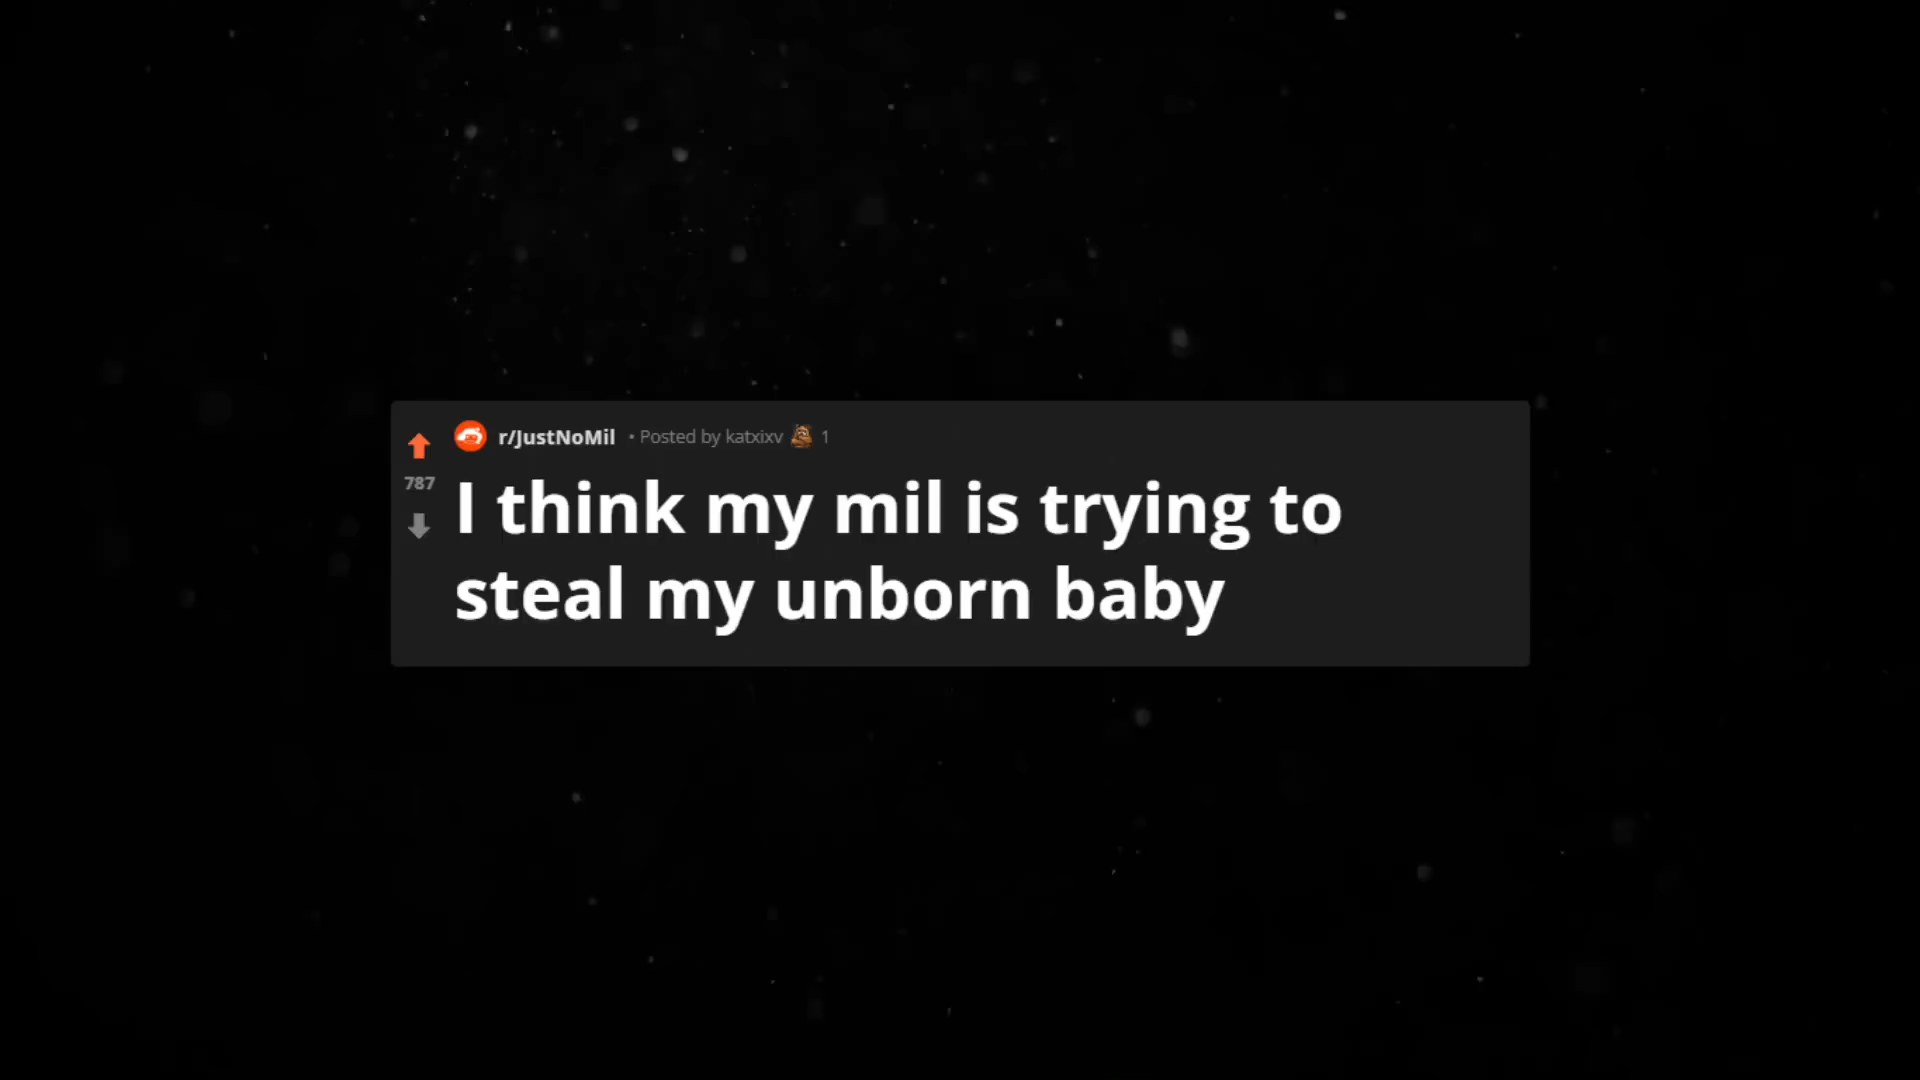 r/JustNoMil • Posted by katxixv 1
787
I think my mil is trying to
steal my unborn baby